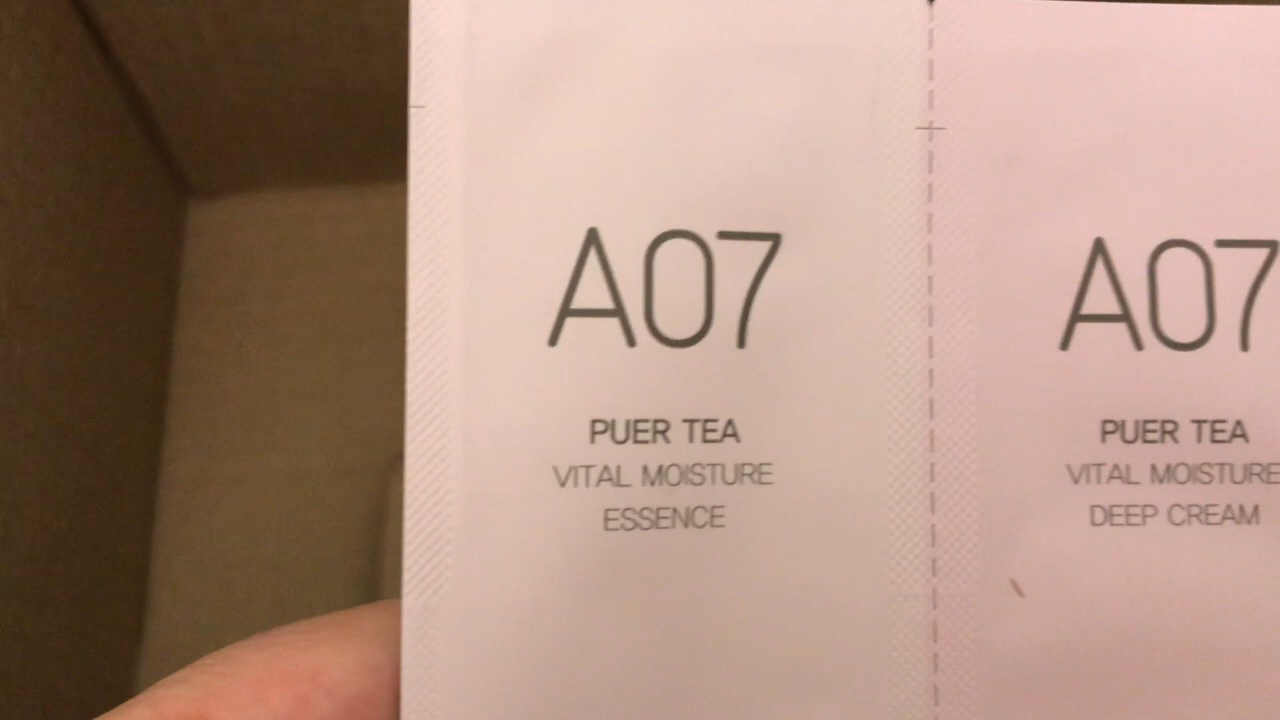 A07
PUER TEA
VITAL MOISTURE
ESSENCE
A07
PUER TEA
VITAL MOISTURE
DEEP CREAM